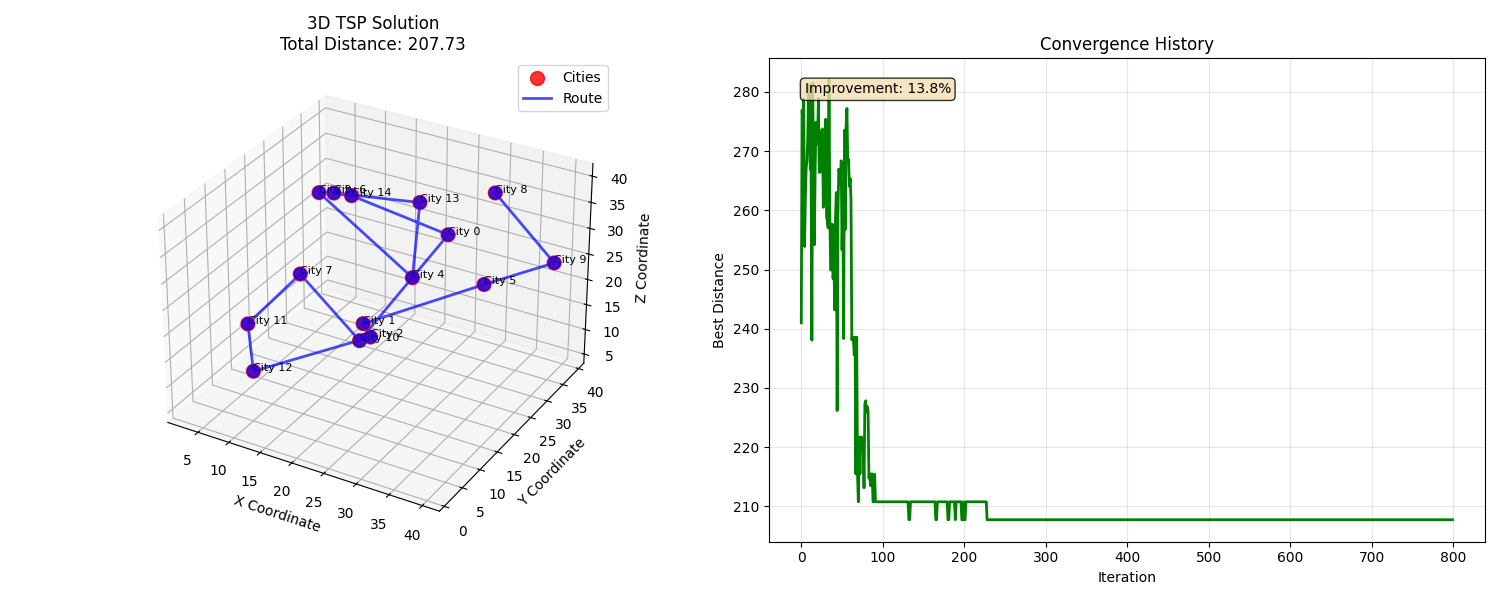 3D TSP Solution
Total Distance: 207.73
Cities
Route
City 14
City 13
City 8
City 0
City 9
City 4
City 5
City 7
City 11
City 1
City 2
City 12
5
10
15
20
25
30
35
40
X Coordinate
0
5
10
15
20
25
30
35
40
Y Coordinate
5
10
15
20
25
30
35
40
Z Coordinate
Convergence History
Improvement: 13.8%
280
270
260
250
240
230
220
210
Best Distance
0
100
200
300
400
500
600
700
800
Iteration